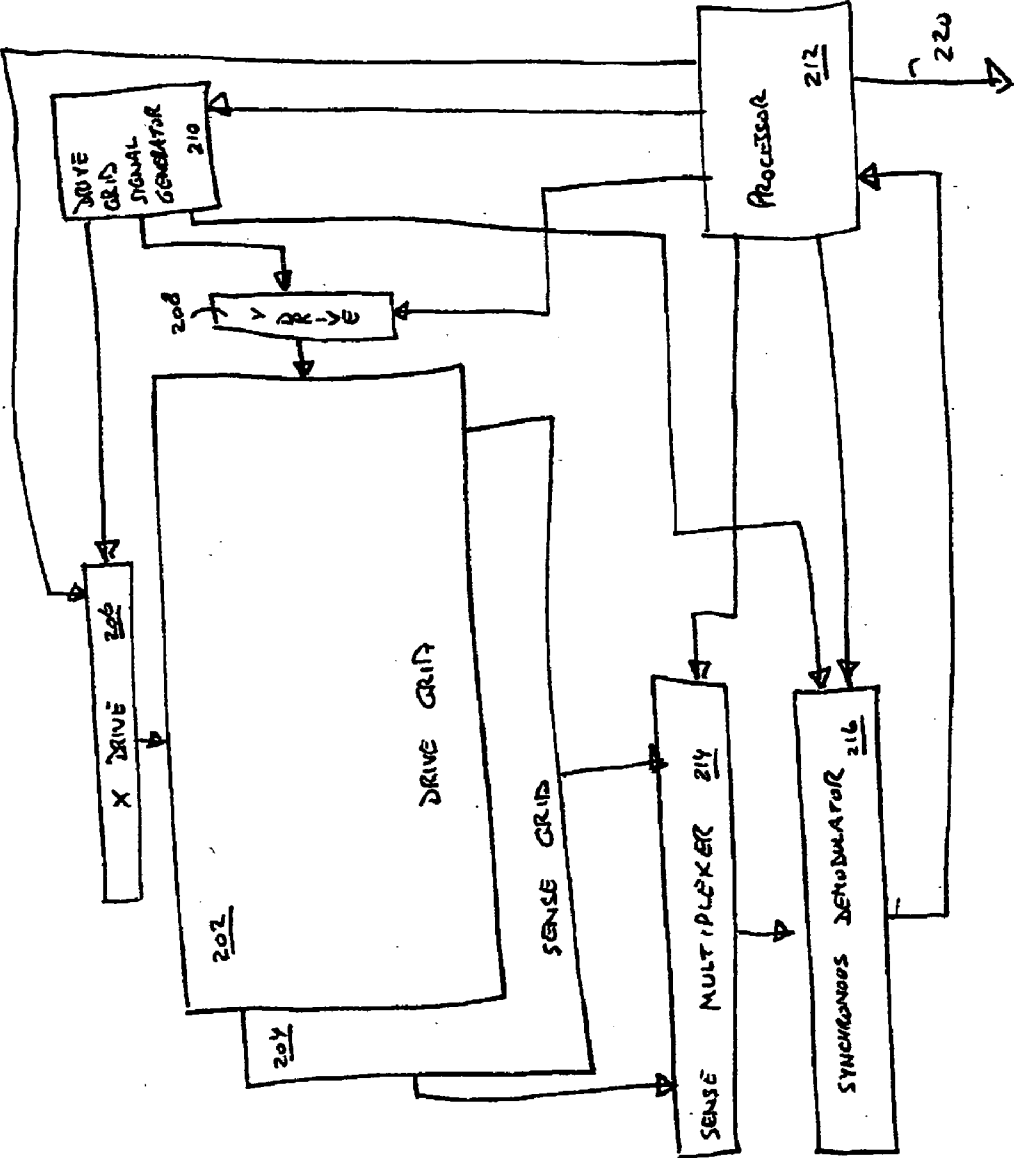 DRIVE
GRID
SIGNAL
GENERATOR
210
PROCESSOR
212
220
208
Y
DRIVE
X DRIVE 206
202
DRIVE GRID
204
SENSE GRID
SENSE MULTIPLEXER 214
SYNCHRONOUS DEMODULATOR
216